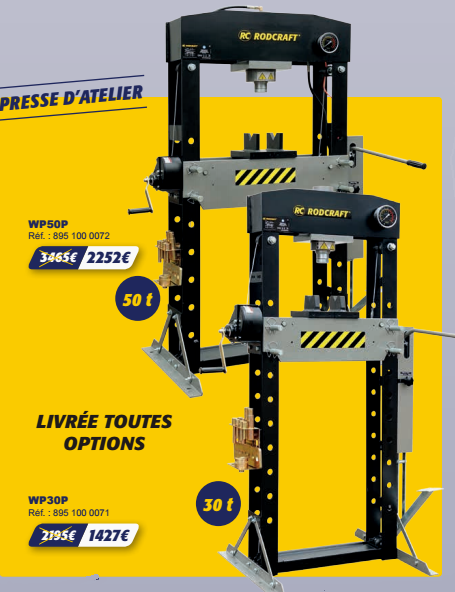 RC RODCRAFT
PRESSE D'ATELIER
WP50P
Réf. : 895 100 0072
3465€ 2252€
50 t
RC RODCRAFT
LIVRÉE TOUTES
OPTIONS
WP30P
Réf. : 895 100 0071
2195€ 1427€
30 t